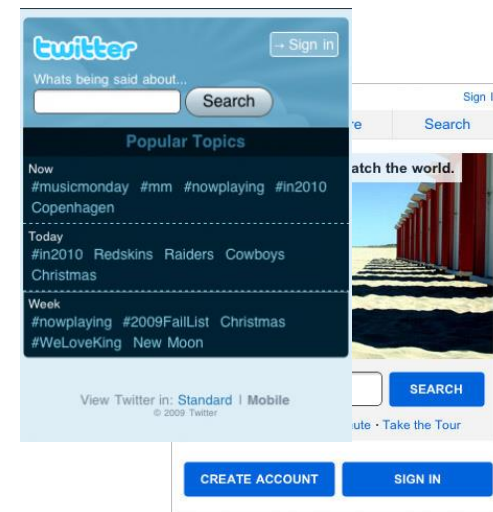 twitter
→ Sign in
Whats being said about...
Search
Popular Topics
Now
#musicmonday #mm #nowplaying #in2010
Copenhagen
Today
#in2010 Redskins Raiders Cowboys
Christmas
Week
#nowplaying #2009FailList Christmas
#WeLoveKing New Moon
View Twitter in: Standard | Mobile
© 2009 Twitter
Sign
Search
the world.
SEARCH
· Take the Tour
CREATE ACCOUNT
SIGN IN